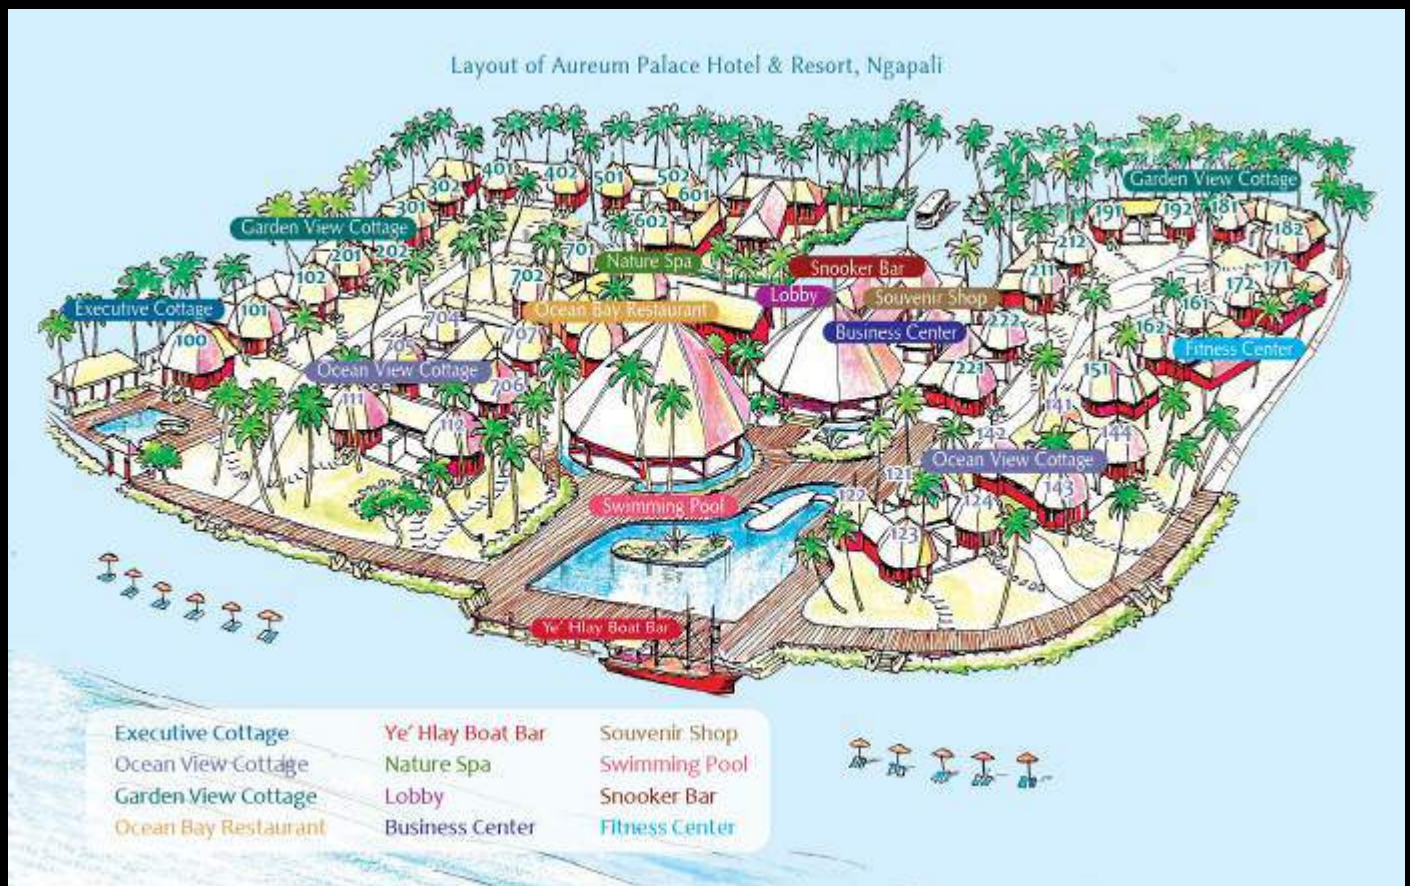 Layout of Aureum Palace Hotel & Resort, Ngapali
401
402
501
502
302
601
Garden View Cottage
301
602
191
192
181
Garden View Cottage
182
212
201
202
701
Nature Spa
Snooker Bar
211
171
102
702
172
Lobby
Souvenir Shop
161
Executive Cottage
101
Ocean Bay Restaurant
704
707
Business Center
222
162
100
Fitness Center
Ocean View Cottage
706
221
151
111
112
141
142
144
Ocean View Cottage
121
143
122
124
Swimming Pool
123
Ye' Hlay Boat Bar
Executive Cottage
Ocean View Cottage
Garden View Cottage
Ocean Bay Restaurant
Ye' Hlay Boat Bar
Nature Spa
Lobby
Business Center
Souvenir Shop
Swimming Pool
Snooker Bar
Fitness Center